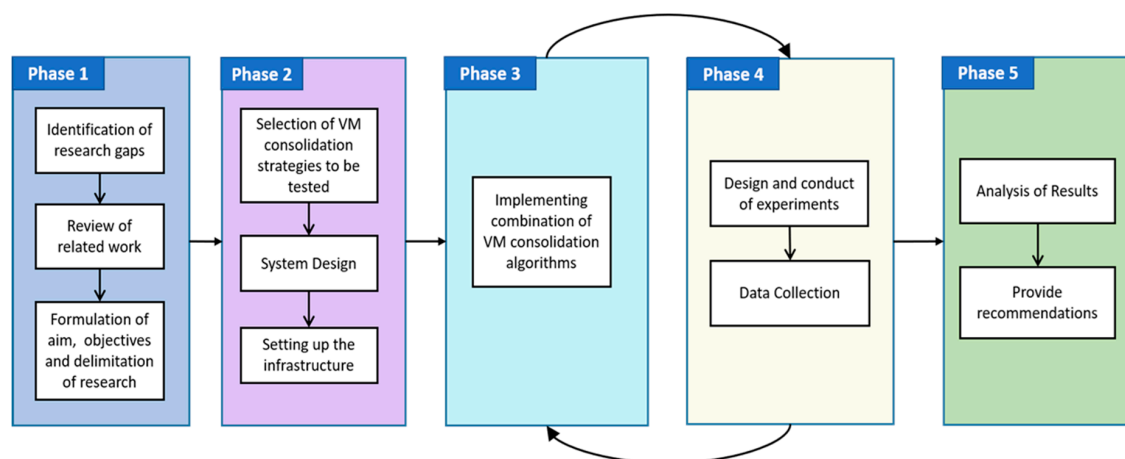 Phase 1
Identification of
research gaps
Review of
related work
Formulation of
aim, objectives
and delimitation
of research
Phase 2
Selection of VM
consolidation
strategies to be
tested
System Design
Setting up the
infrastructure
Phase 3
Implementing
combination of
VM consolidation
algorithms
Phase 4
Design and conduct
of experiments
Data Collection
Phase 5
Analysis of Results
Provide
recommendations